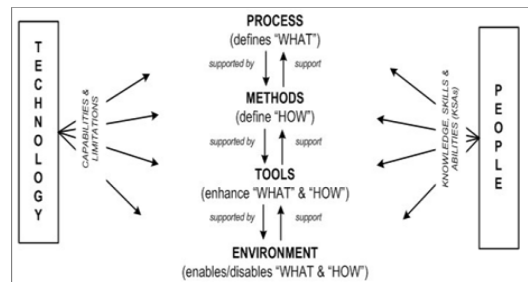 PROCESS
(defines “WHAT”)
supported by
support
METHODS
(define “HOW”)
supported by
support
TOOLS
(enhance “WHAT” & “HOW”)
supported by
support
ENVIRONMENT
(enables/disables “WHAT & “HOW”)
TECHNOLOGY
CAPABILITIES &
LIMITATIONS
KNOWLEDGE, SKILLS &
ABILITIES (KSAs)
PEOPLE